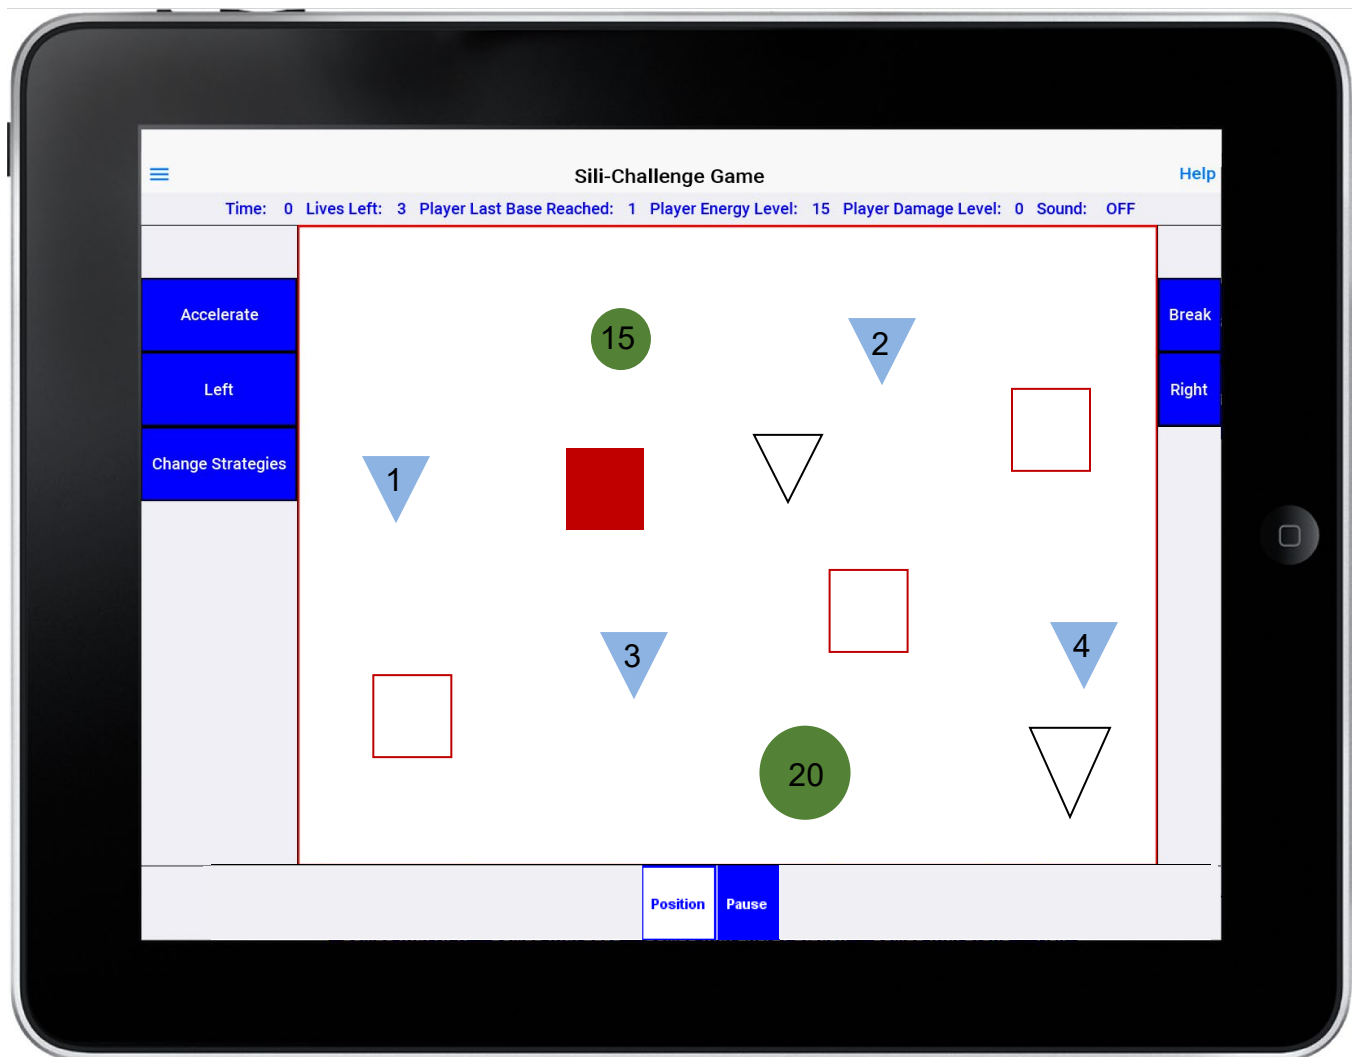 Sili-Challenge Game
Help
Time: 0 Lives Left: 3 Player Last Base Reached: 1 Player Energy Level: 15 Player Damage Level: 0 Sound: OFF
Accelerate
Break
Left
Right
Change Strategies
15
2
1
3
4
20
Position
Pause